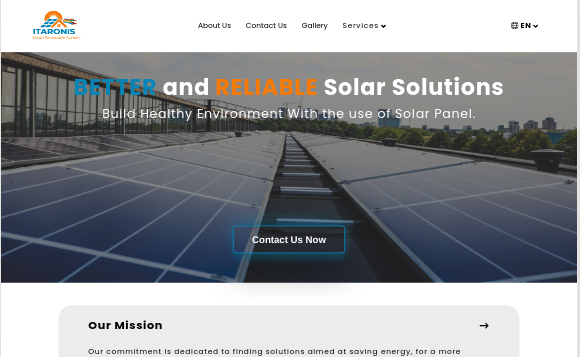 ITARONIS
Smart Renewable System
About Us
Contact Us
Gallery
Services
EN
BETTER and RELIABLE Solar Solutions
Build Healthy Environment With the use of Solar Panel.
Contact Us Now
Our Mission
Our commitment is dedicated to finding solutions aimed at saving energy, for a more